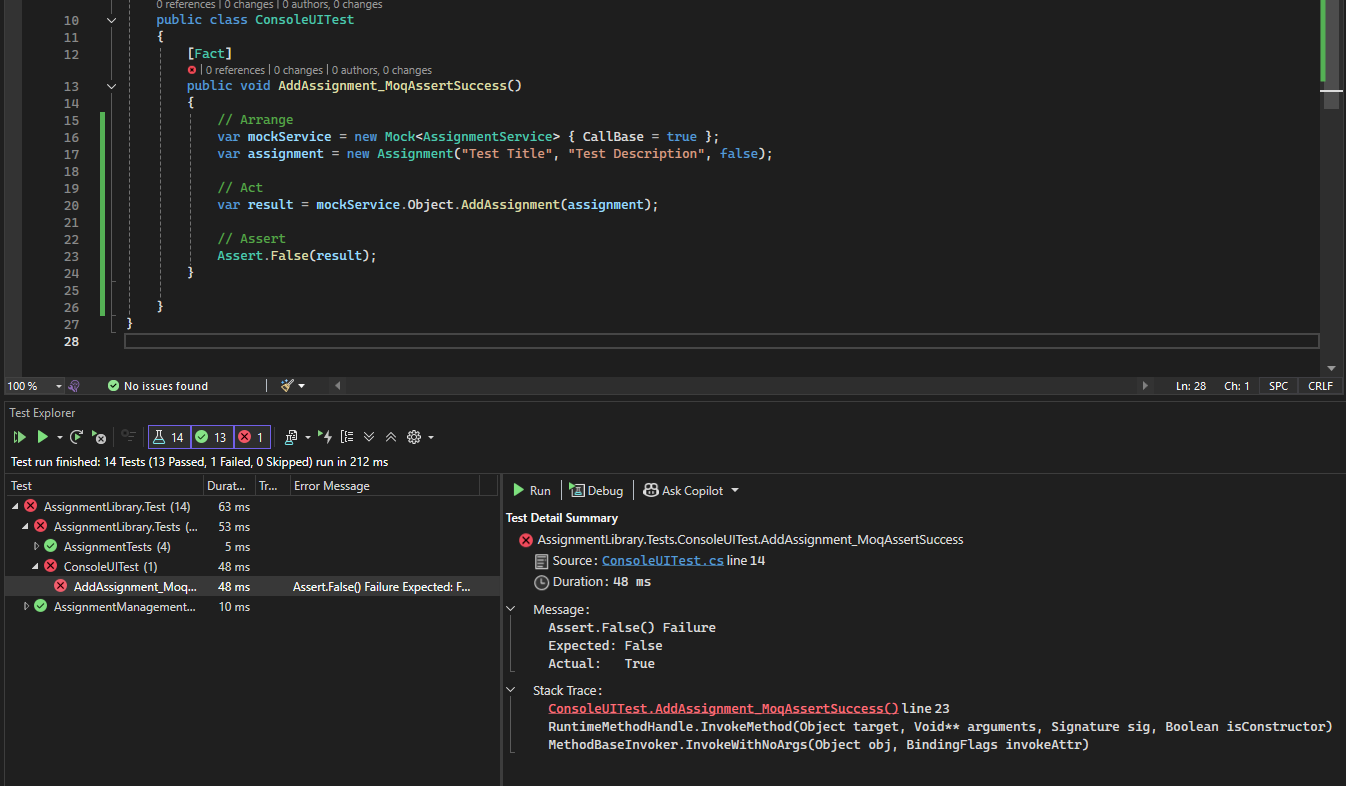 0 references | 0 changes | 0 authors, 0 changes
10 public class ConsoleUITest
11 {
12 [Fact]
| 0 references | 0 changes | 0 authors, 0 changes
13 public void AddAssignment_MoqAssertSuccess()
14 {
15 // Arrange
16 var mockService = new Mock<AssignmentService> { CallBase = true };
17 var assignment = new Assignment("Test Title", "Test Description", false);
18
19 // Act
20 var result = mockService.Object.AddAssignment(assignment);
21
22 // Assert
23 Assert.False(result);
24 }
25
26 }
27 }
28
100 % No issues found Ln: 28 Ch: 1 SPC CRLF
Test Explorer
14 13 1
Test run finished: 14 Tests (13 Passed, 1 Failed, 0 Skipped) run in 212 ms
Test Durat... Tr... Error Message
AssignmentLibrary.Test (14) 63 ms
AssignmentLibrary.Tests (... 53 ms
AssignmentTests (4) 5 ms
ConsoleUITest (1) 48 ms
AddAssignment_Moq... 48 ms Assert.False() Failure Expected: F...
AssignmentManagement... 10 ms
Run Debug Ask Copilot
Test Detail Summary
AssignmentLibrary.Tests.ConsoleUITest.AddAssignment_MoqAssertSuccess
Source: ConsoleUITest.cs line 14
Duration: 48 ms
Message:
Assert.False() Failure
Expected: False
Actual: True
Stack Trace:
ConsoleUITest.AddAssignment_MoqAssertSuccess() line 23
RuntimeMethodHandle.InvokeMethod(Object target, Void** arguments, Signature sig, Boolean isConstructor)
MethodBaseInvoker.InvokeWithNoArgs(Object obj, BindingFlags invokeAttr)